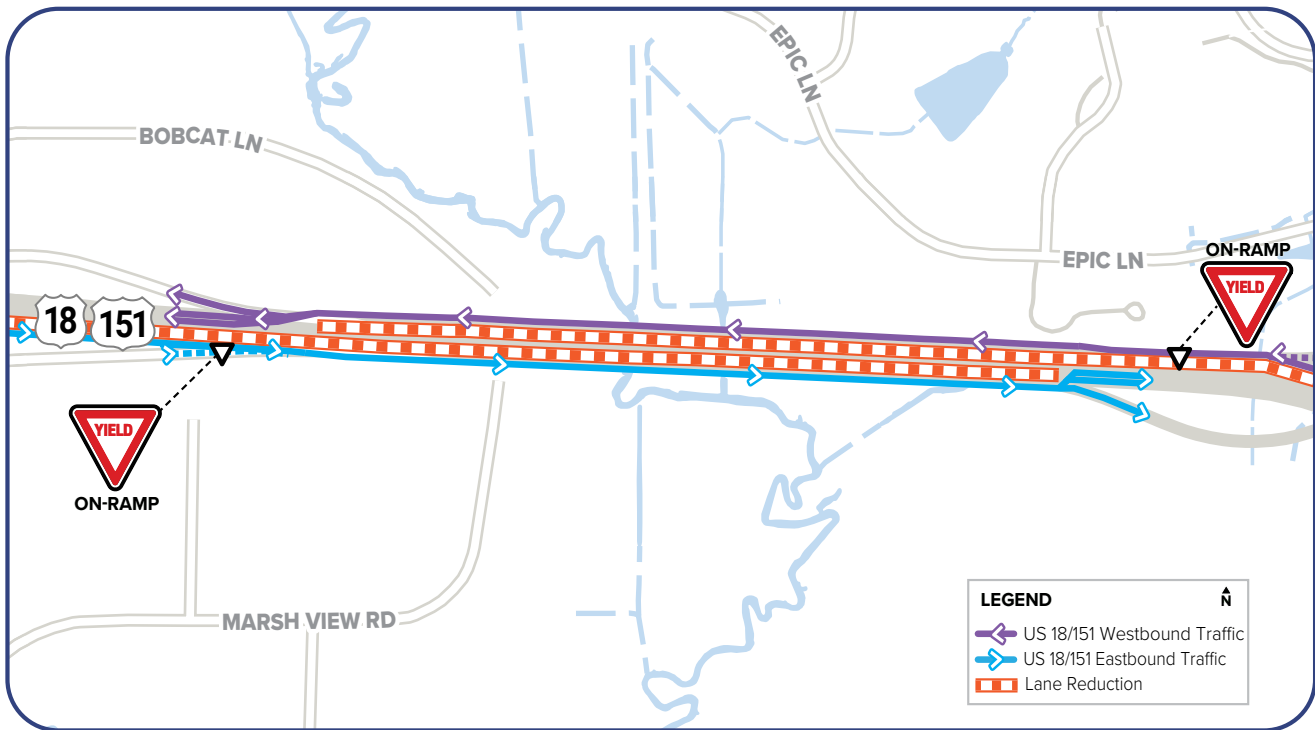 EPIC LN
BOBCAT LN
EPIC LN
ON-RAMP
YIELD
18 151
YIELD
ON-RAMP
MARSH VIEW RD
LEGEND
N
US 18/151 Westbound Traffic
US 18/151 Eastbound Traffic
Lane Reduction